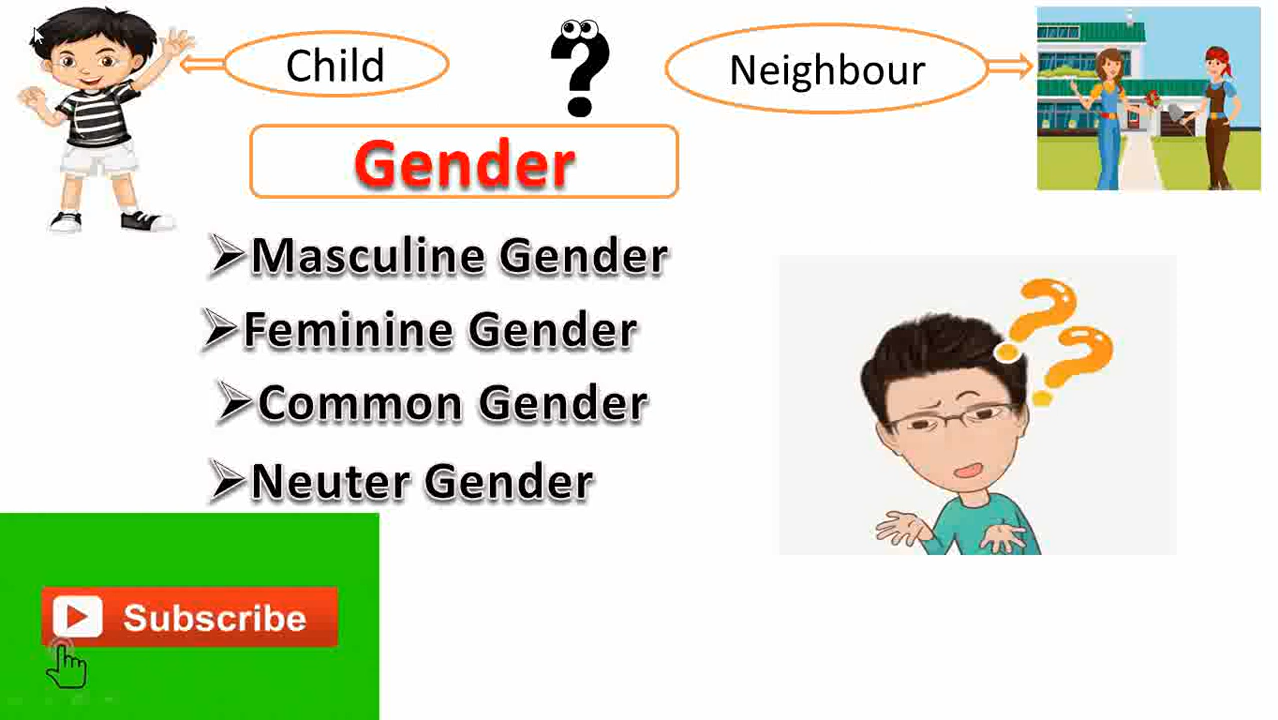 Child
Neighbour
Gender
Masculine Gender
Feminine Gender
Common Gender
Neuter Gender
Subscribe